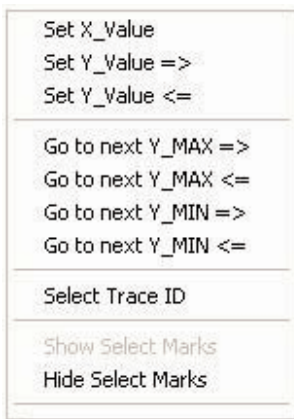 Set X_Value
Set Y_Value =>
Set Y_Value <=
Go to next Y_MAX =>
Go to next Y_MAX <=
Go to next Y_MIN =>
Go to next Y_MIN <=
Select Trace ID
Show Select Marks
Hide Select Marks